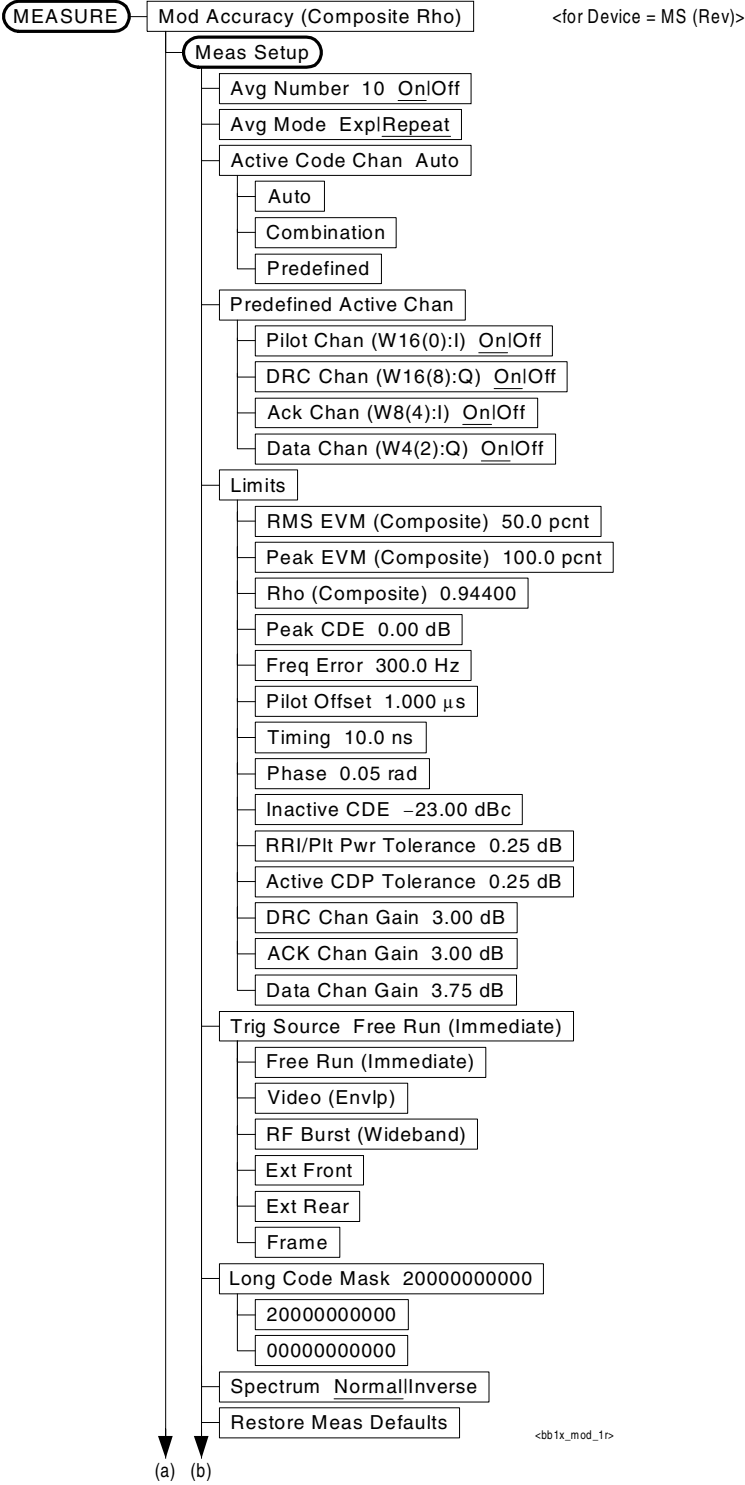 MEASURE Mod Accuracy (Composite Rho) <for Device = MS (Rev)>
Meas Setup
Avg Number 10 On|Off
Avg Mode Exp|Repeat
Active Code Chan Auto
Auto
Combination
Predefined
Predefined Active Chan
Pilot Chan (W16(0):I) On|Off
DRC Chan (W16(8):Q) On|Off
Ack Chan (W8(4):I) On|Off
Data Chan (W4(2):Q) On|Off
Limits
RMS EVM (Composite) 50.0 pcnt
Peak EVM (Composite) 100.0 pcnt
Rho (Composite) 0.94400
Peak CDE 0.00 dB
Freq Error 300.0 Hz
Pilot Offset 1.000 μs
Timing 10.0 ns
Phase 0.05 rad
Inactive CDE −23.00 dBc
RRI/Plt Pwr Tolerance 0.25 dB
Active CDP Tolerance 0.25 dB
DRC Chan Gain 3.00 dB
ACK Chan Gain 3.00 dB
Data Chan Gain 3.75 dB
Trig Source Free Run (Immediate)
Free Run (Immediate)
Video (Envlp)
RF Burst (Wideband)
Ext Front
Ext Rear
Frame
Long Code Mask 20000000000
20000000000
00000000000
Spectrum Normal|Inverse
Restore Meas Defaults
<bb1x_mod_1r>
(a) (b)